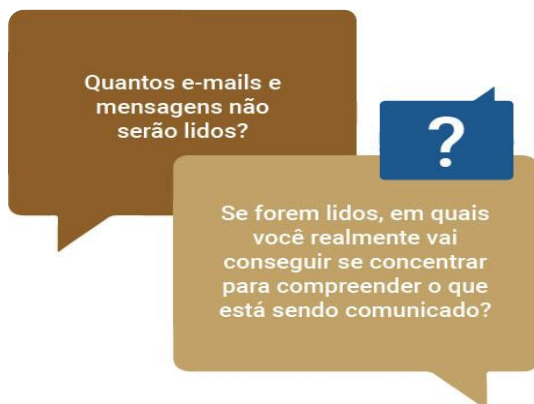 Quantos e-mails e
mensagens não
serão lidos?
?
Se forem lidos, em quais
você realmente vai
conseguir se concentrar
para compreender o que
está sendo comunicado?